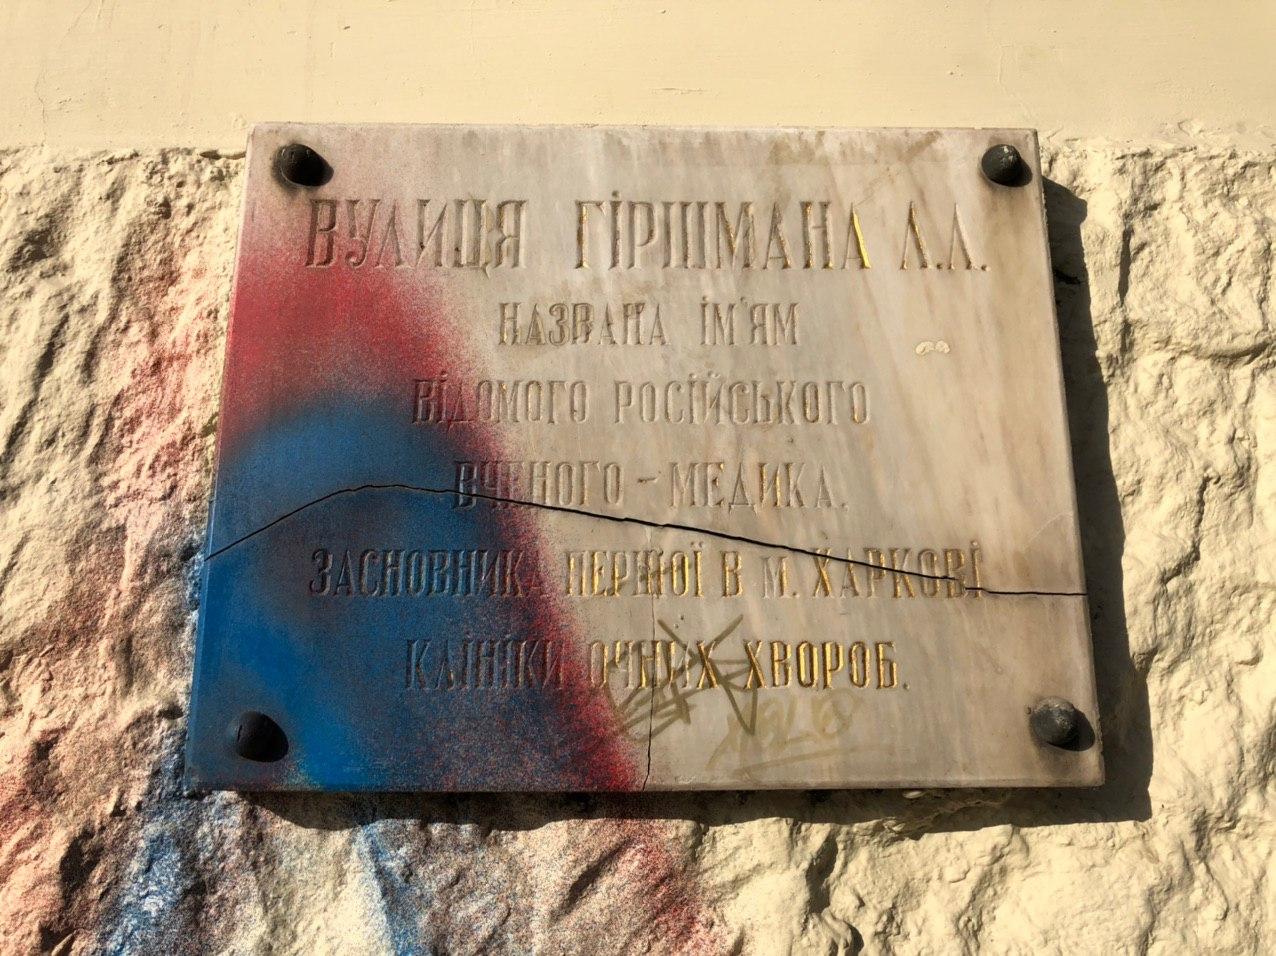 ВУЛИЦЯ ГІРШМАНА Л.Л.
НАЗВАНА ІМ'ЯМ
ВІДОМОГО РОСІЙСЬКОГО
ВЧЕНОГО-МЕДИКА.
ЗАСНОВНИКА ПЕРШОЇ В М. ХАРКОВІ
КЛІНІКИ ОЧНИХ ХВОРОБ.